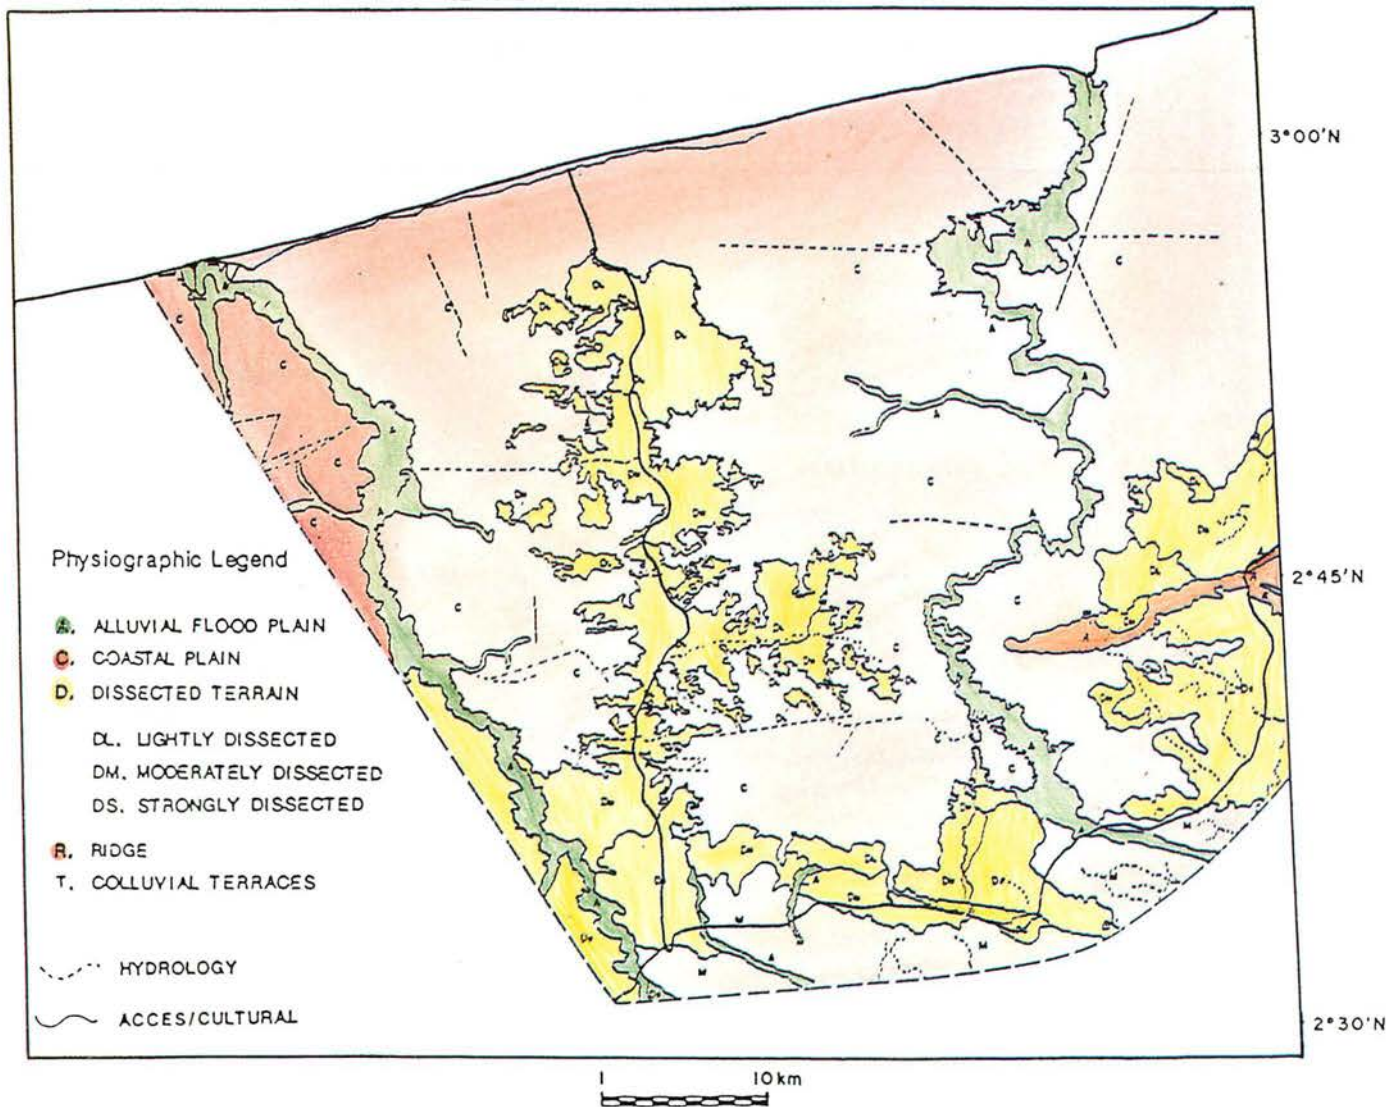 3°00'N
2°45'N
2°30'N
Physiographic Legend
A. ALLUVIAL FLOOD PLAIN
C. COASTAL PLAIN
D. DISSECTED TERRAIN
DL. LIGHTLY DISSECTED
DM. MODERATELY DISSECTED
DS. STRONGLY DISSECTED
R. RIDGE
T. COLLUVIAL TERRACES
HYDROLOGY
ACCES/CULTURAL
1 10km
A
C
C
C
C
C
A
A
C
C
A
A
A
C
A
A
C
C
C
C
C
C
A
A
A
A
A
M
M
M
M
M